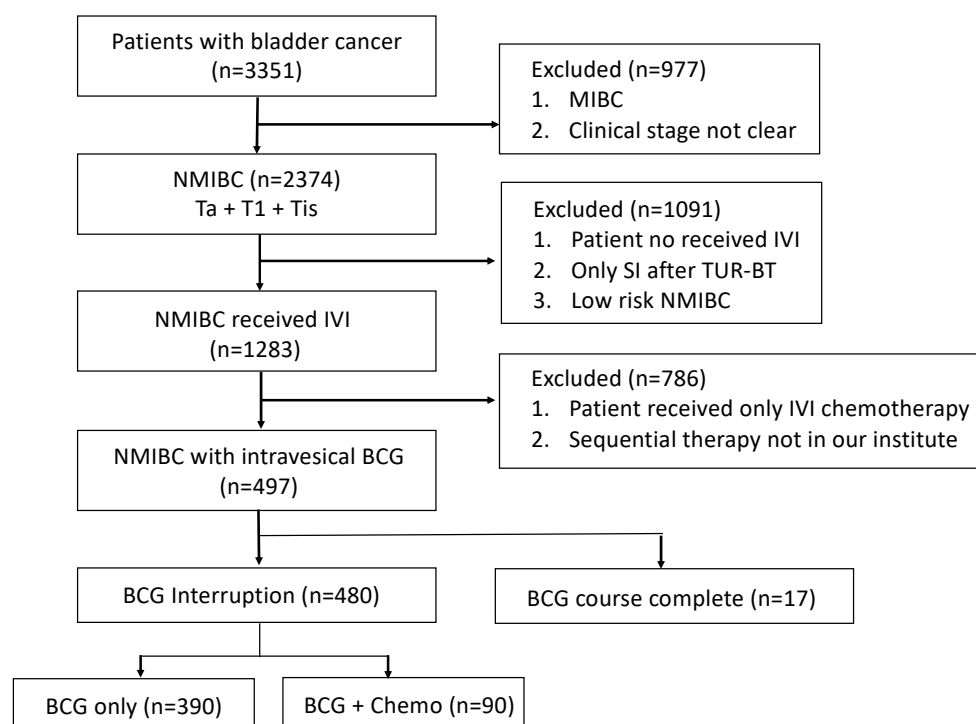 Patients with bladder cancer
(n=3351)
Excluded (n=977)
1. MIBC
2. Clinical stage not clear
NMIBC (n=2374)
Ta + T1 + Tis
Excluded (n=1091)
1. Patient no received IVI
2. Only SI after TUR-BT
3. Low risk NMIBC
NMIBC received IVI
(n=1283)
Excluded (n=786)
1. Patient received only IVI chemotherapy
2. Sequential therapy not in our institute
NMIBC with intravesical BCG
(n=497)
BCG Interruption (n=480)
BCG course complete (n=17)
BCG only (n=390)
BCG + Chemo (n=90)